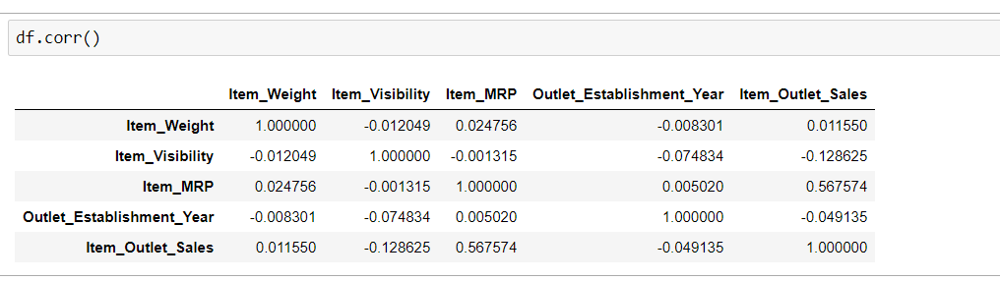 df.corr()
Item_Weight Item_Visibility Item_MRP Outlet_Establishment_Year Item_Outlet_Sales
Item_Weight 1.000000 -0.012049 0.024756 -0.008301 0.011550
Item_Visibility -0.012049 1.000000 -0.001315 -0.074834 -0.128625
Item_MRP 0.024756 -0.001315 1.000000 0.005020 0.567574
Outlet_Establishment_Year -0.008301 -0.074834 0.005020 1.000000 -0.049135
Item_Outlet_Sales 0.011550 -0.128625 0.567574 -0.049135 1.000000